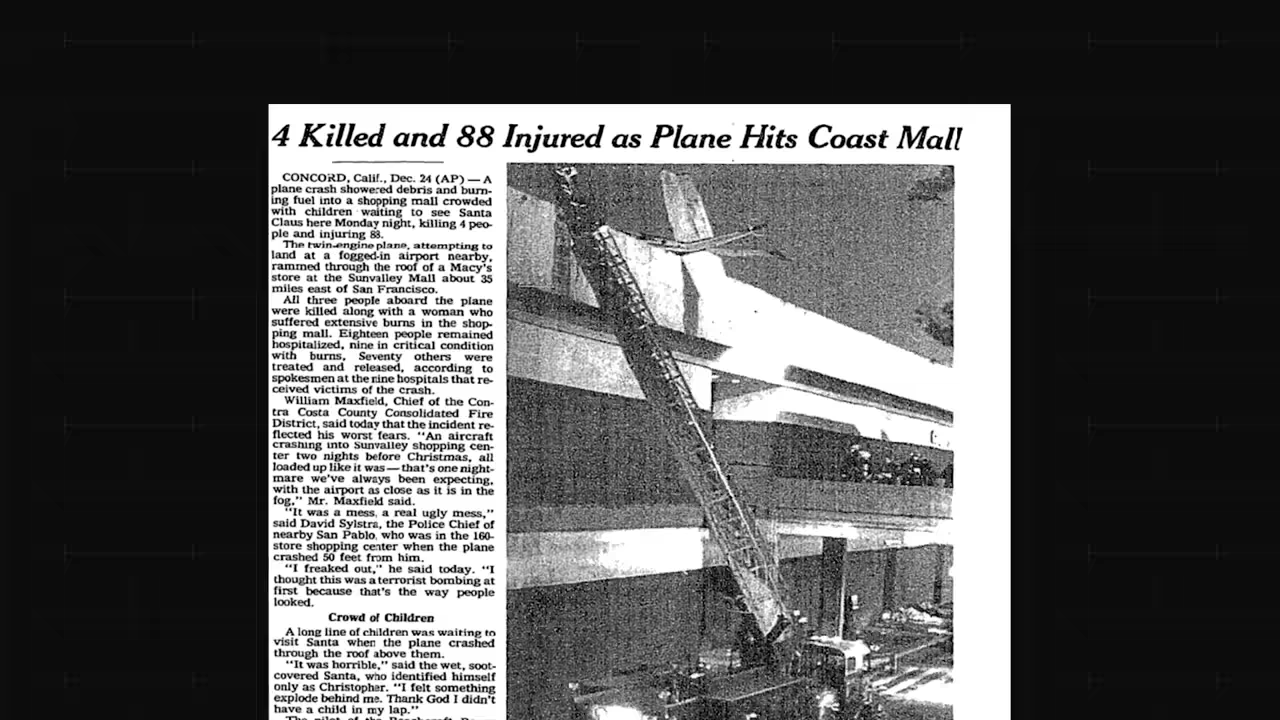 4 Killed and 88 Injured as Plane Hits Coast Mall
CONCORD, Calif., Dec. 24 (AP) — A
plane crash showered debris and burn-
ing fuel into a shopping mall crowded
with children waiting to see Santa
Claus here Monday night, killing 4 peo-
ple and injuring 88.
The twin-engine plane, attempting to
land at a fogged-in airport nearby,
rammed through the roof of a Macy's
store at the Sunvalley Mall about 35
miles east of San Francisco.
All three people aboard the plane
were killed along with a woman who
suffered extensive burns in the shop-
ping mall. Eighteen people remained
hospitalized, nine in critical condition
with burns, Seventy others were
treated and released, according to
spokesmen at the nine hospitals that re-
ceived victims of the crash.
William Maxfield, Chief of the Con-
tra Costa County Consolidated Fire
District, said today that the incident re-
flected his worst fears. "An aircraft
crashing into Sunvalley shopping cen-
ter two nights before Christmas, all
loaded up like it was — that's one night-
mare we've always been expecting,
with the airport as close as it is in the
fog," Mr. Maxfield said.
"It was a mess, a real ugly mess,"
said David Sylstra, the Police Chief of
nearby San Pablo, who was in the 160-
store shopping center when the plane
crashed 50 feet from him.
"I freaked out," he said today. "I
thought this was a terrorist bombing at
first because that's the way people
looked.
Crowd of Children
A long line of children was waiting to
visit Santa when the plane crashed
through the roof above them.
"It was horrible," said the wet, soot-
covered Santa, who identified himself
only as Christopher. "I felt something
explode behind me. Thank God I didn't
have a child in my lap."
The pilot of the Beechcraft